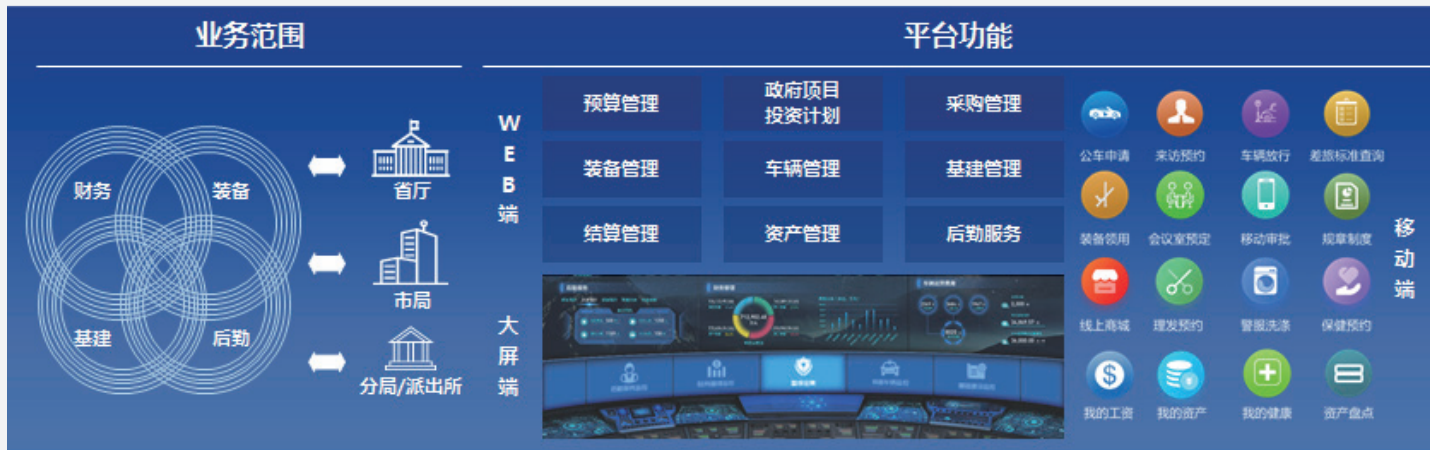 业务范围
财务
装备
基建
后勤
省厅
市局
分局/派出所
平台功能
WEB端
预算管理
政府项目
投资计划
采购管理
装备管理
车辆管理
基建管理
结算管理
资产管理
后勤服务
大屏端
公车申请
来访预约
车辆放行
差旅标准查询
装备领用
会议室预定
移动审批
规章制度
线上商城
理发预约
警服洗涤
保健预约
我的工资
我的资产
我的健康
资产盘点
移动端